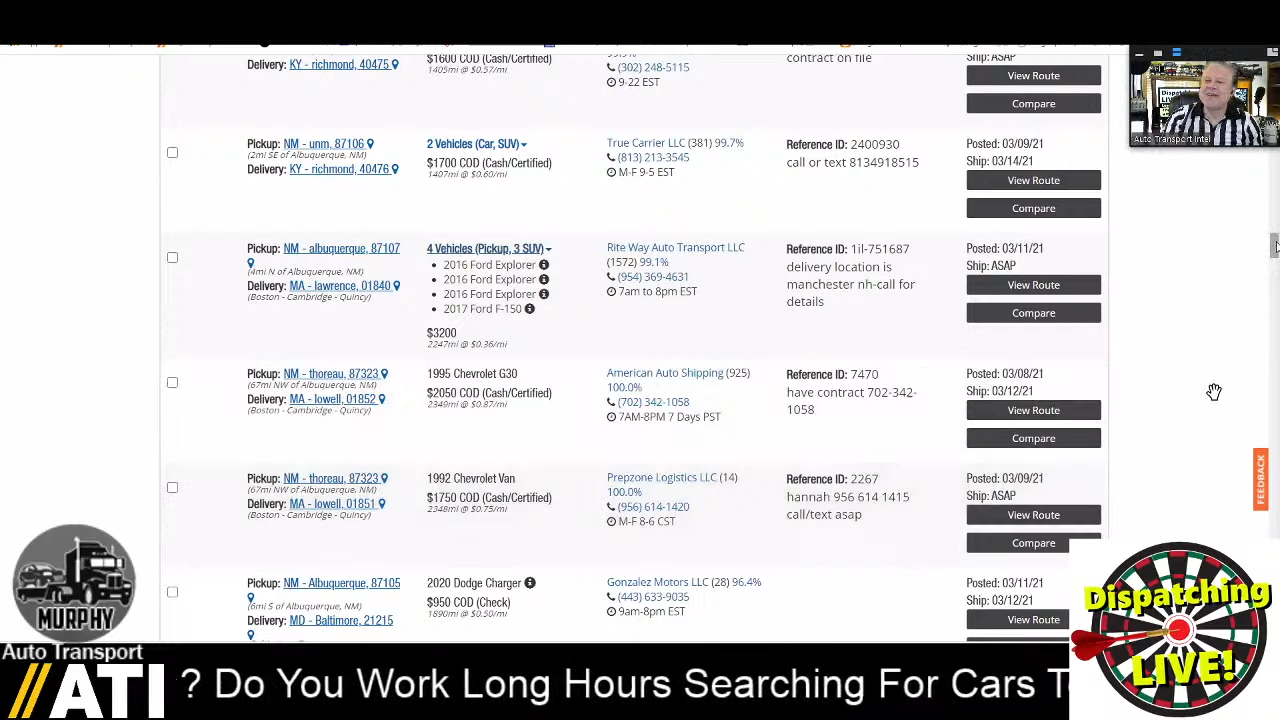 $1600 COD (Cash/Certified)
contract on file
Ship: ASAP
Delivery: KY - richmond, 40475
1405mi @ $0.57/mi
(302) 248-5115
View Route
9-22 EST
Compare
Pickup: NM - unm, 87106
2 Vehicles (Car, SUV)
True Carrier LLC (381) 99.7%
Reference ID: 2400930
Posted: 03/09/21
(2mi SE of Albuquerque, NM)
$1700 COD (Cash/Certified)
(813) 213-3545
call or text 8134918515
Ship: 03/14/21
Delivery: KY - richmond, 40476
1407mi @ $0.60/mi
M-F 9-5 EST
View Route
Compare
Pickup: NM - albuquerque, 87107
4 Vehicles (Pickup, 3 SUV)
Rite Way Auto Transport LLC
Reference ID: 1il-751687
Posted: 03/11/21
(4mi N of Albuquerque, NM)
2016 Ford Explorer
(1572) 99.1%
delivery location is
Ship: ASAP
Delivery: MA - lawrence, 01840
2016 Ford Explorer
(954) 369-4631
manchester nh-call for
View Route
(Boston - Cambridge - Quincy)
2016 Ford Explorer
7am to 8pm EST
details
2017 Ford F-150
Compare
$3200
2247mi @ $0.36/mi
Pickup: NM - thoreau, 87323
1995 Chevrolet G30
American Auto Shipping (925)
Reference ID: 7470
Posted: 03/08/21
(67mi NW of Albuquerque, NM)
$2050 COD (Cash/Certified)
100.0%
have contract 702-342-
Ship: 03/12/21
Delivery: MA - lowell, 01852
2349mi @ $0.87/mi
(702) 342-1058
1058
View Route
(Boston - Cambridge - Quincy)
7AM-8PM 7 Days PST
Compare
Pickup: NM - thoreau, 87323
1992 Chevrolet Van
Prepzone Logistics LLC (14)
Reference ID: 2267
Posted: 03/09/21
(67mi NW of Albuquerque, NM)
$1750 COD (Cash/Certified)
100.0%
hannah 956 614 1415
Ship: ASAP
Delivery: MA - lowell, 01851
2348mi @ $0.75/mi
(956) 614-1420
call/text asap
View Route
(Boston - Cambridge - Quincy)
M-F 8-6 CST
Compare
Pickup: NM - Albuquerque, 87105
2020 Dodge Charger
Gonzalez Motors LLC (28) 96.4%
Posted: 03/11/21
(6mi S of Albuquerque, NM)
$950 COD (Check)
(443) 633-9035
Ship: 03/12/21
Delivery: MD - Baltimore, 21215
1890mi @ $0.50/mi
9am-8pm EST
View Route
FEEDBACK
Auto Transport Intel
MURPHY
Auto Transport
//ATI
? Do You Work Long Hours Searching For Cars T
Dispatching
LIVE!